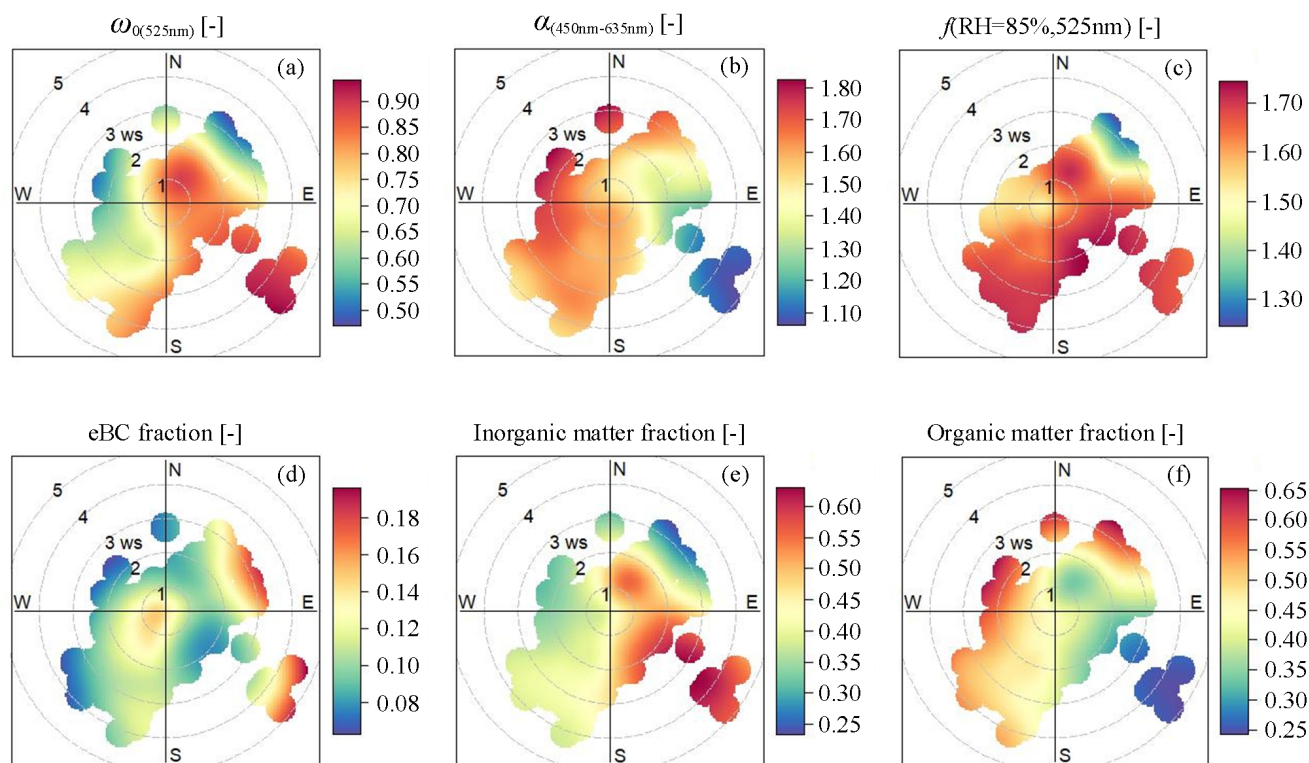 ω0(525nm) [-]
α(450nm-635nm) [-]
f(RH=85%,525nm) [-]
(a)
N
5
4
3 ws
2
1
W
E
S
0.90
0.85
0.80
0.75
0.70
0.65
0.60
0.55
0.50
(b)
N
5
4
3 ws
2
1
W
E
S
1.80
1.70
1.60
1.50
1.40
1.30
1.20
1.10
(c)
N
5
4
3 ws
2
1
W
E
S
1.70
1.60
1.50
1.40
1.30
eBC fraction [-]
Inorganic matter fraction [-]
Organic matter fraction [-]
(d)
N
5
4
3 ws
2
1
W
E
S
0.18
0.16
0.14
0.12
0.10
0.08
(e)
N
5
4
3 ws
2
1
W
E
S
0.60
0.55
0.50
0.45
0.40
0.35
0.30
0.25
(f)
N
5
4
3 ws
2
1
W
E
S
0.65
0.60
0.55
0.50
0.45
0.40
0.35
0.30
0.25